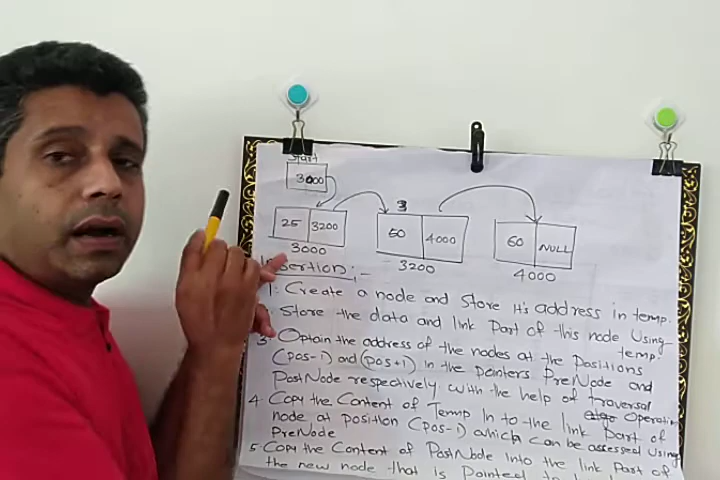 Start
3000
3
25 3200
50 4000
60 NULL
3000
3200
4000
Insertion:-
1. Create a node and Store It's address in temp.
Store the data and link Part of this node Using
temp.
3. Optain the address of the nodes at the Positions
(Pos-1) and (Pos+1) in the pointers PreNode and
PostNode respectively with the help of traversal
4. Copy the Content of Temp In to the link Part of Operation
node at position (Pos-1) which can be assessed Using
PreNode
5. Copy the Content of PostNode into the link Part of
the new node that is Pointed to